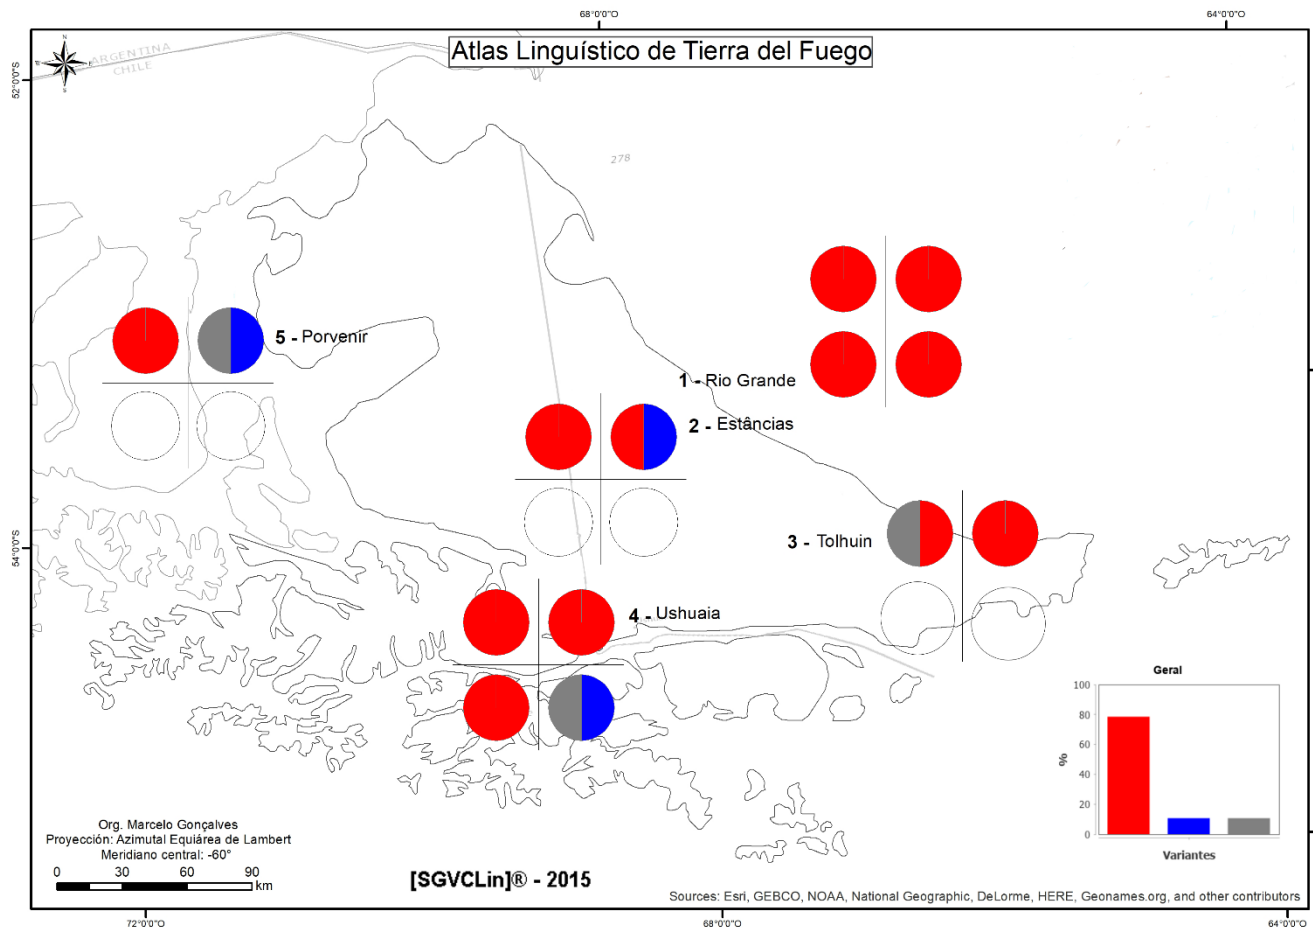 68°0'0"O
64°0'0"O
Atlas Linguístico de Tierra del Fuego
N
ARGENTINA
CHILE
52°0'0"S
278
5 - Porvenir
1 - Rio Grande
2 - Estâncias
3 - Tolhuin
54°0'0"S
4 - Ushuaia
Geral
100
80
60
40
20
0
%
Variantes
Org. Marcelo Gonçalves
Proyección: Azimutal Equiárea de Lambert
Meridiano central: -60°
0 30 60 90
km
[SGVCLin]® - 2015
Sources: Esri, GEBCO, NOAA, National Geographic, DeLorme, HERE, Geonames.org, and other contributors
72°0'0"O
68°0'0"O
64°0'0"O